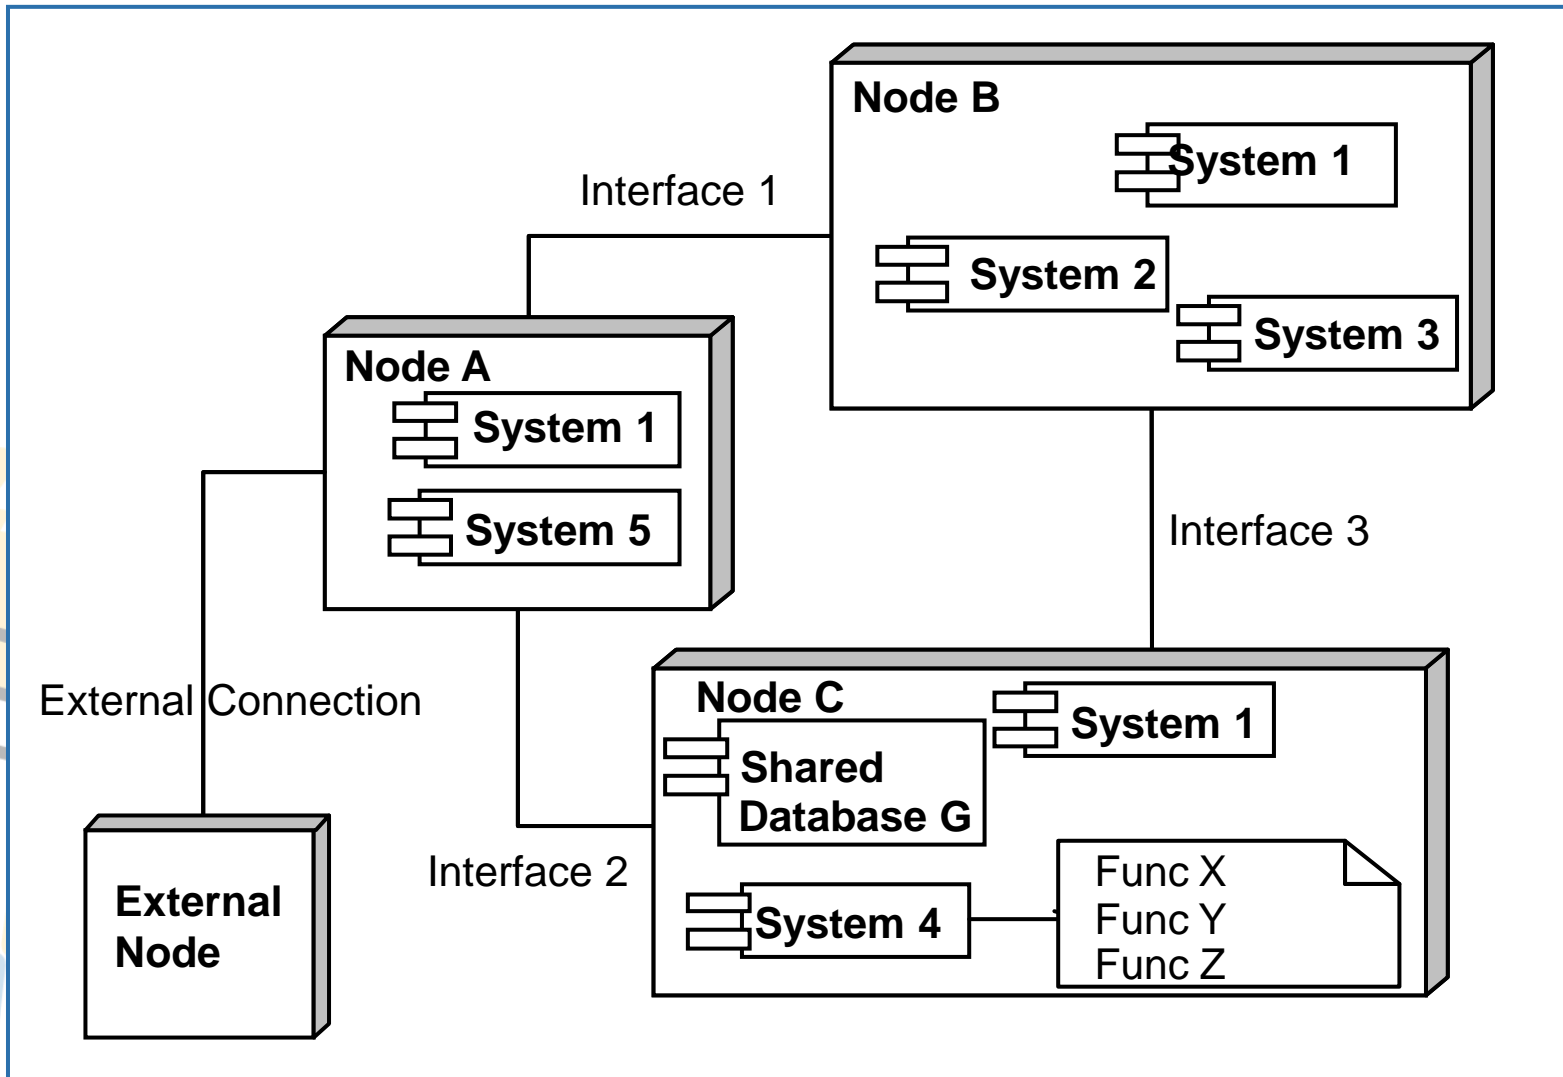 Node B
System 1
Interface 1
System 2
System 3
Node A
System 1
System 5
Interface 3
External Connection
Node C
System 1
Shared
Database G
Interface 2
Func X
Func Y
Func Z
System 4
External
Node